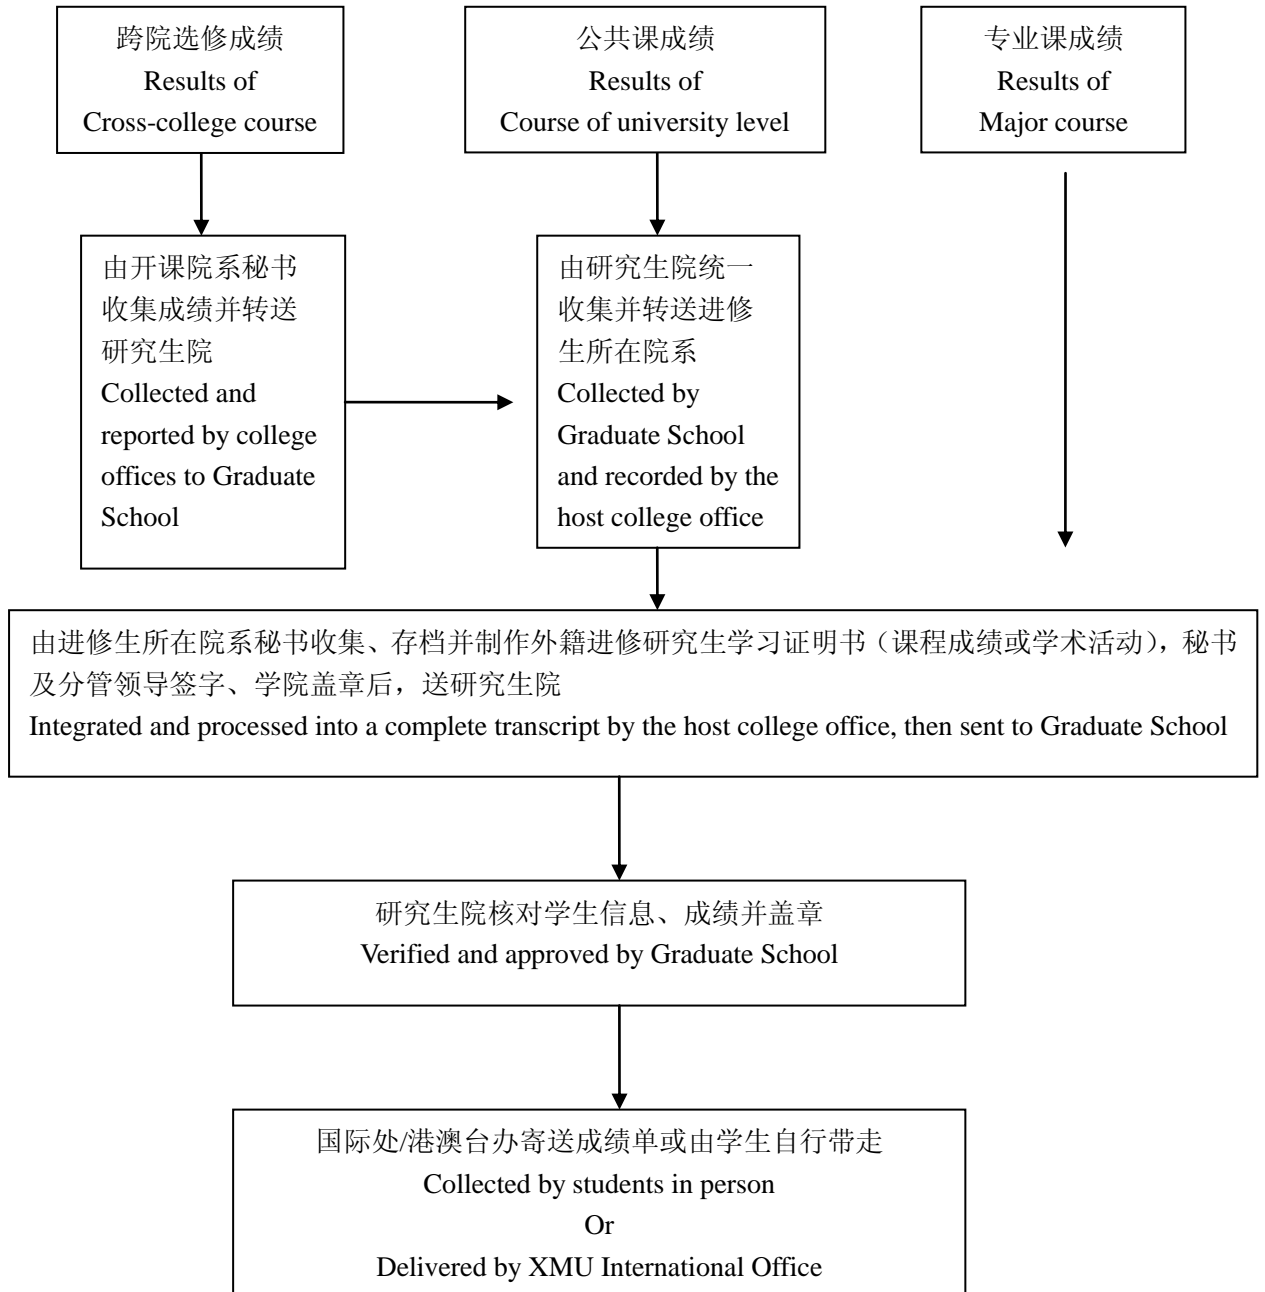 跨院选修成绩
Results of
Cross-college course
公共课成绩
Results of
Course of university level
专业课成绩
Results of
Major course
由开课院系秘书
收集成绩并转送
研究生院
Collected and
reported by college
offices to Graduate
School
由研究生院统一
收集并转送进修
生所在院系
Collected by
Graduate School
and recorded by the
host college office
由进修生所在院系秘书收集、存档并制作外籍进修研究生学习证明书（课程成绩或学术活动），秘书
及分管领导签字、学院盖章后，送研究生院
Integrated and processed into a complete transcript by the host college office, then sent to Graduate School
研究生院核对学生信息、成绩并盖章
Verified and approved by Graduate School
国际处/港澳台办寄送成绩单或由学生自行带走
Collected by students in person
Or
Delivered by XMU International Office